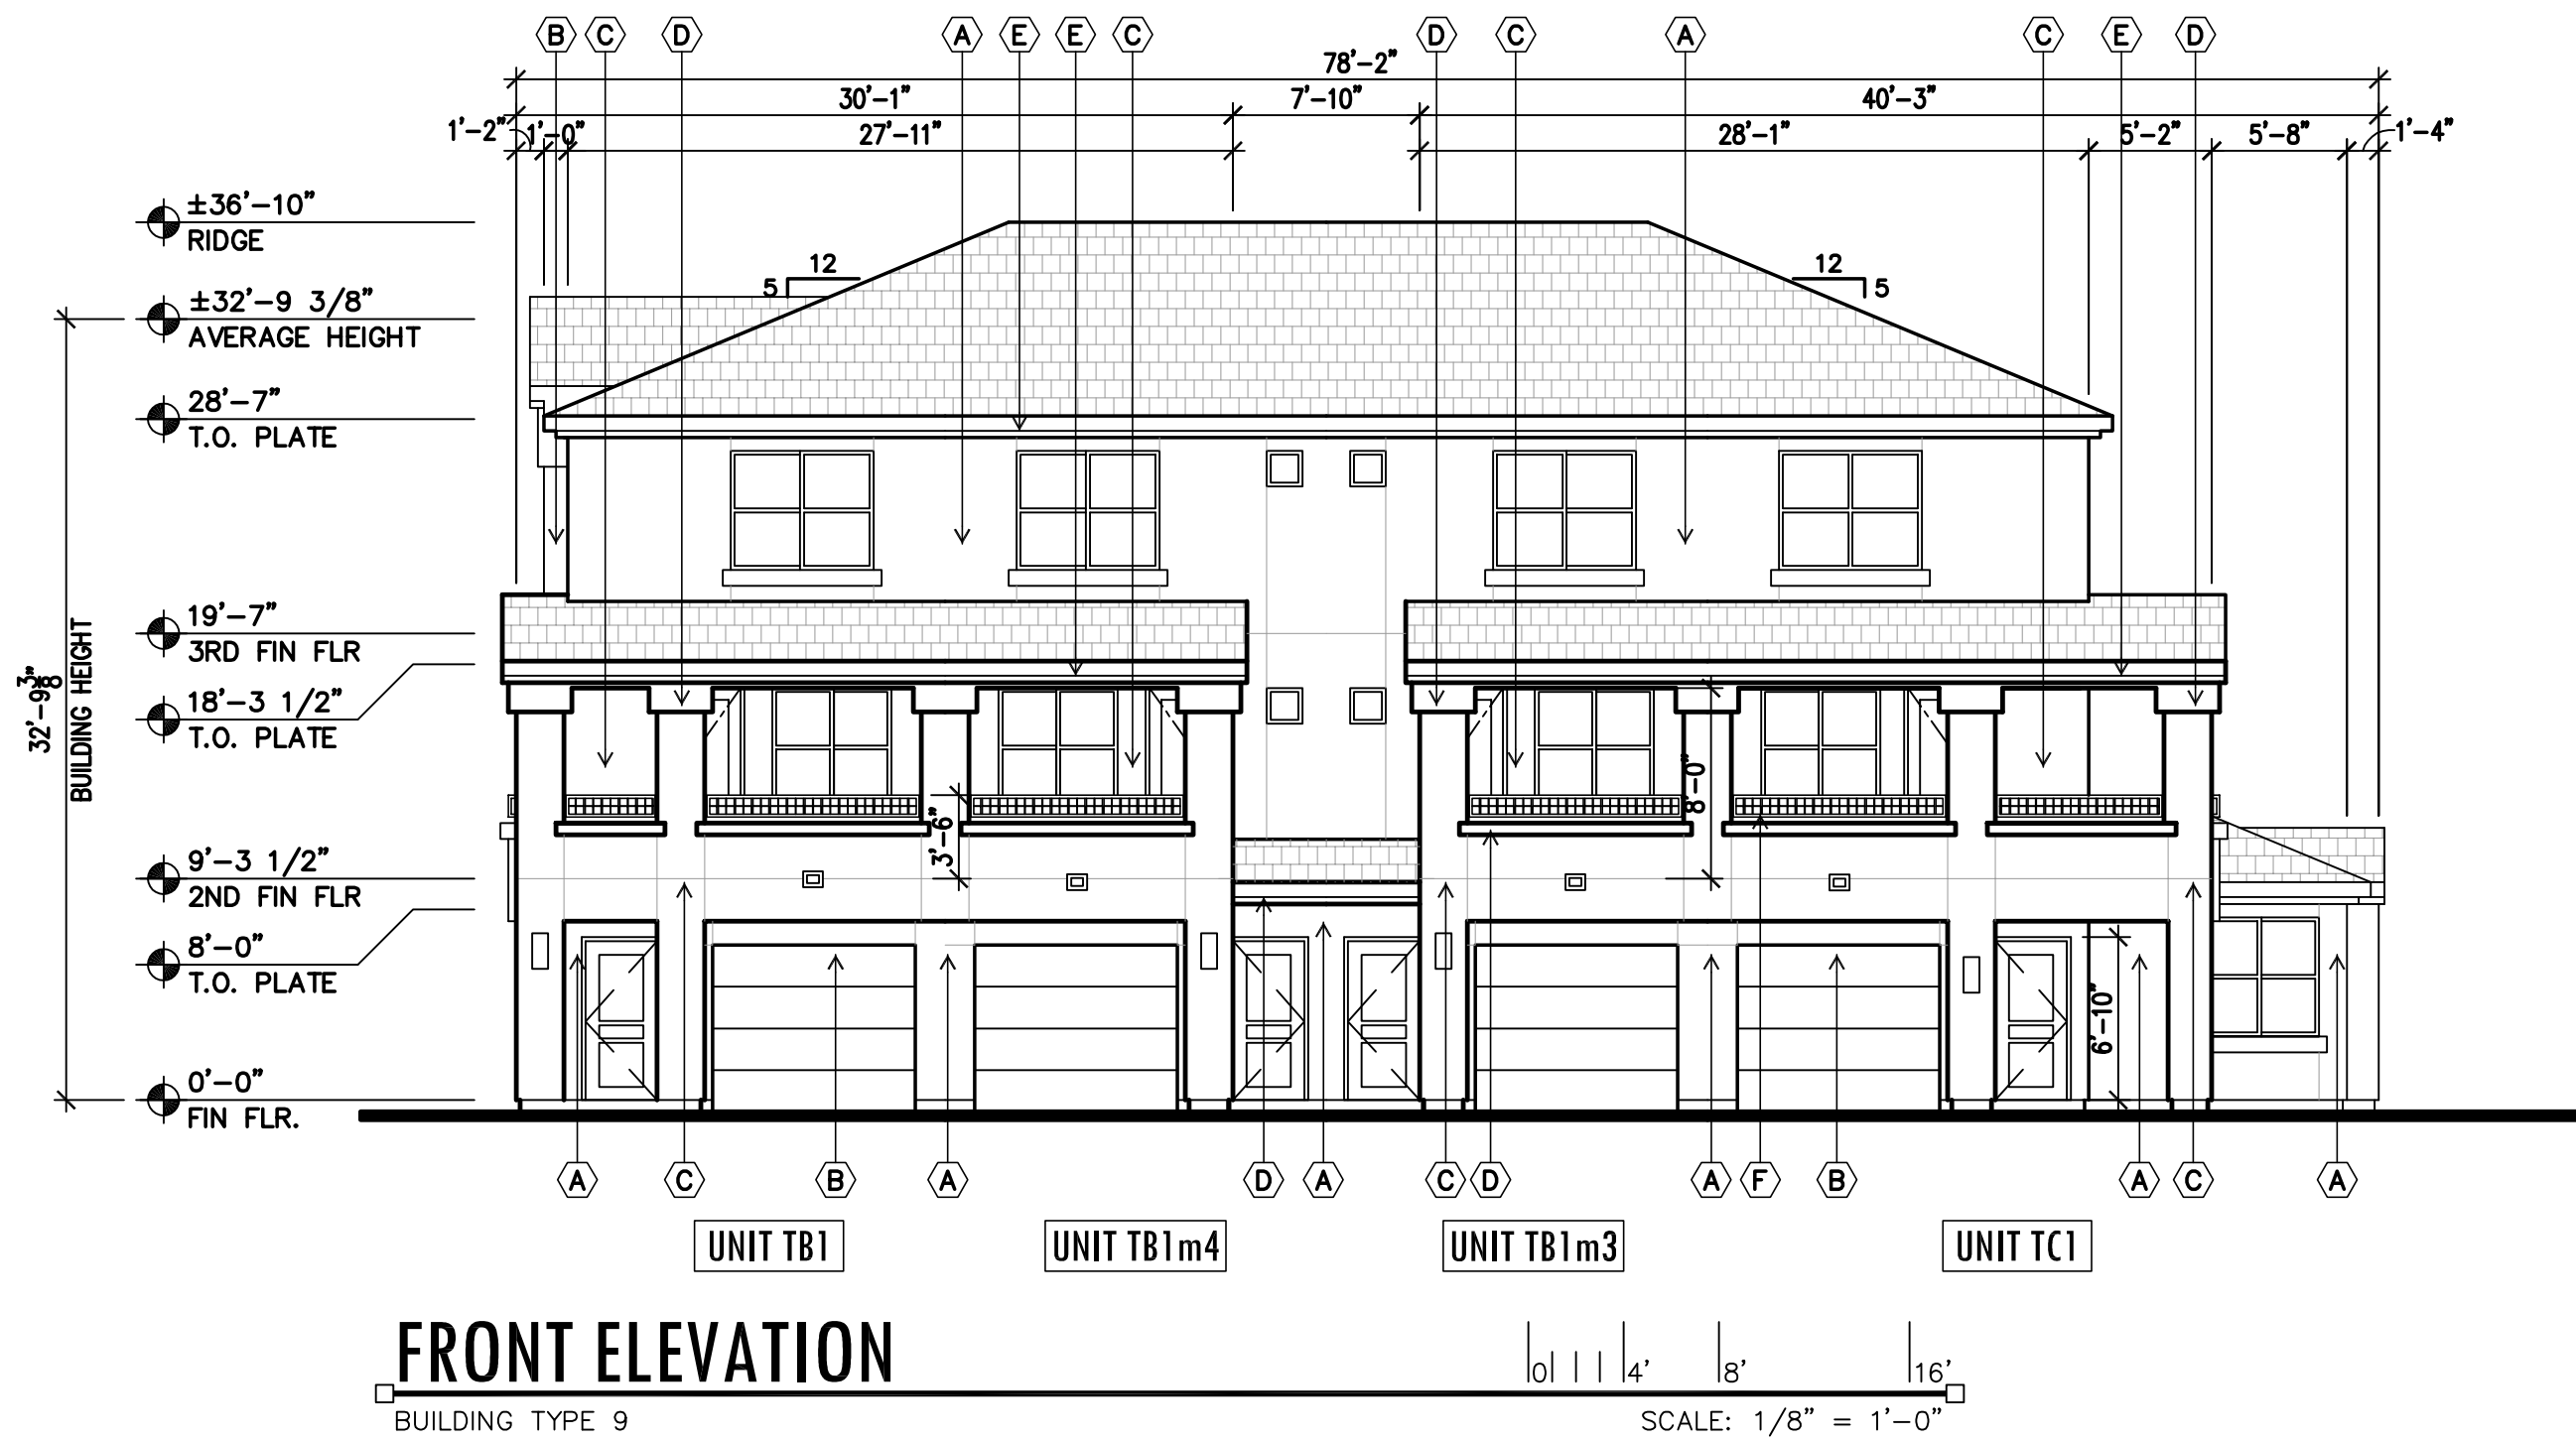 B C D A E E C D C A C E D
78'-2"
30'-1" 7'-10" 40'-3"
1'-2" 1'-0" 27'-11" 28'-1" 5'-2" 5'-8" 1'-4"
±36'-10"
RIDGE
12
5
12
5
±32'-9 3/8"
AVERAGE HEIGHT
28'-7"
T.O. PLATE
19'-7"
3RD FIN FLR
18'-3 1/2"
T.O. PLATE
32'-9 3/8"
BUILDING HEIGHT
8'-0"
3'-6"
9'-3 1/2"
2ND FIN FLR
8'-0"
T.O. PLATE
6'-10"
0'-0"
FIN FLR.
A C B A D A C D A F B A C A
UNIT TB1 UNIT TB1m4 UNIT TB1m3 UNIT TC1
FRONT ELEVATION
0 4' 8' 16'
BUILDING TYPE 9
SCALE: 1/8" = 1'-0"